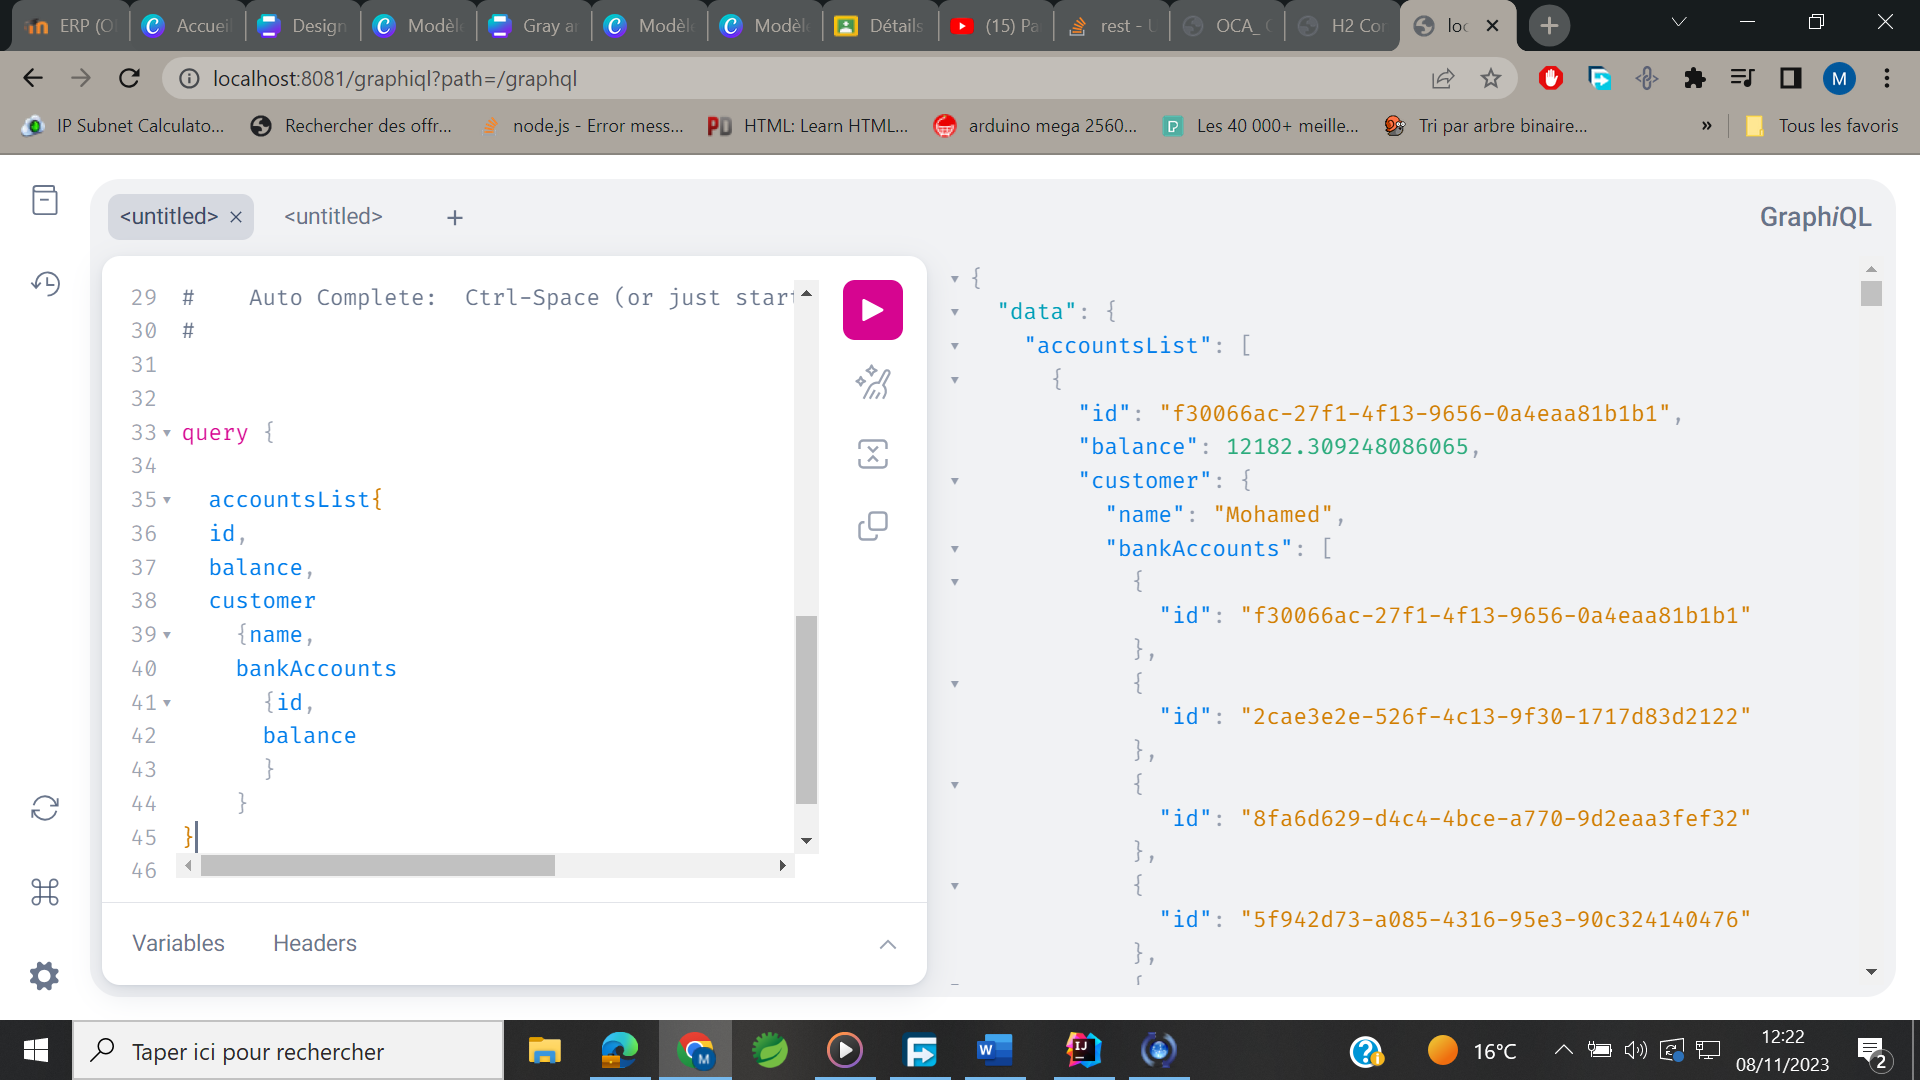 ERP (O
Accueil
Design
Modèl
Gray an
Modèl
Modèl
Détails
(15) Pa
rest - U
OCA_
H2 Con
loc
localhost:8081/graphiql?path=/graphql
M
IP Subnet Calculato...
Rechercher des offr...
node.js - Error mess...
PD
HTML: Learn HTML...
arduino mega 2560...
Les 40 000+ meille...
Tri par arbre binaire...
»
Tous les favoris
<untitled>
<untitled>
+
GraphiQL
29 #    Auto Complete:  Ctrl-Space (or just start
30 #
31
32
33 query {
34
35   accountsList{
36   id,
37   balance,
38   customer
39     {name,
40     bankAccounts
41       {id,
42       balance
43       }
44     }
45 }
46
Variables
Headers
{
"data": {
"accountsList": [
{
"id": "f30066ac-27f1-4f13-9656-0a4eaa81b1b1",
"balance": 12182.309248086065,
"customer": {
"name": "Mohamed",
"bankAccounts": [
{
"id": "f30066ac-27f1-4f13-9656-0a4eaa81b1b1"
},
{
"id": "2cae3e2e-526f-4c13-9f30-1717d83d2122"
},
{
"id": "8fa6d629-d4c4-4bce-a770-9d2eaa3fef32"
},
{
"id": "5f942d73-a085-4316-95e3-90c324140476"
},
{
Taper ici pour rechercher
16°C
12:22
08/11/2023
2